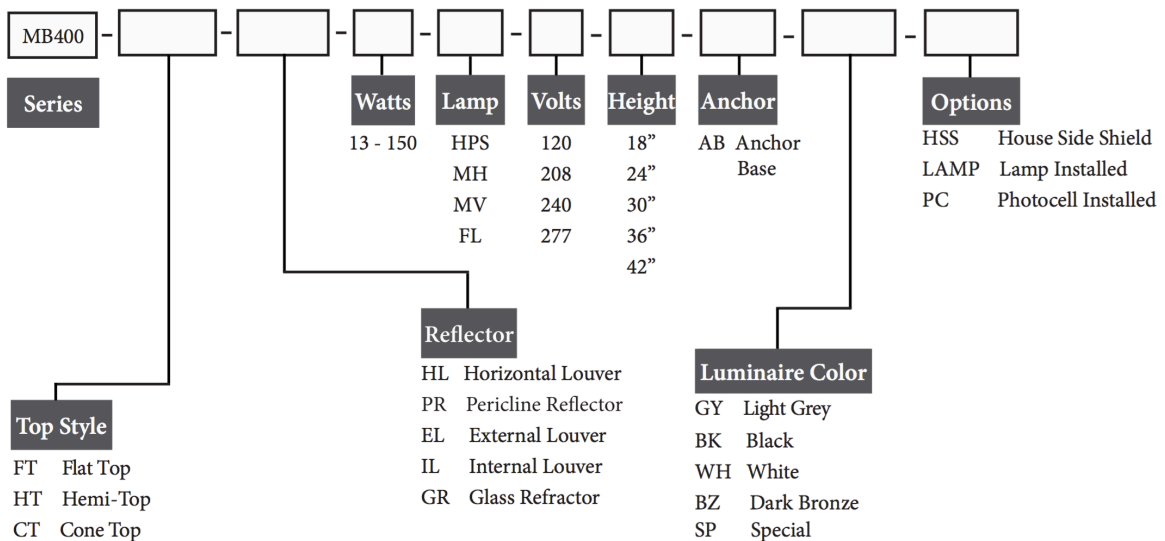 MB400 - - - - - - - - -
Series
Watts
13 - 150
Lamp
HPS
MH
MV
FL
Volts
120
208
240
277
Height
18”
24”
30”
36”
42”
Anchor
AB Anchor
Base
Options
HSS House Side Shield
LAMP Lamp Installed
PC Photocell Installed
Reflector
HL Horizontal Louver
PR Pericline Reflector
EL External Louver
IL Internal Louver
GR Glass Refractor
Luminaire Color
GY Light Grey
BK Black
WH White
BZ Dark Bronze
SP Special
Top Style
FT Flat Top
HT Hemi-Top
CT Cone Top